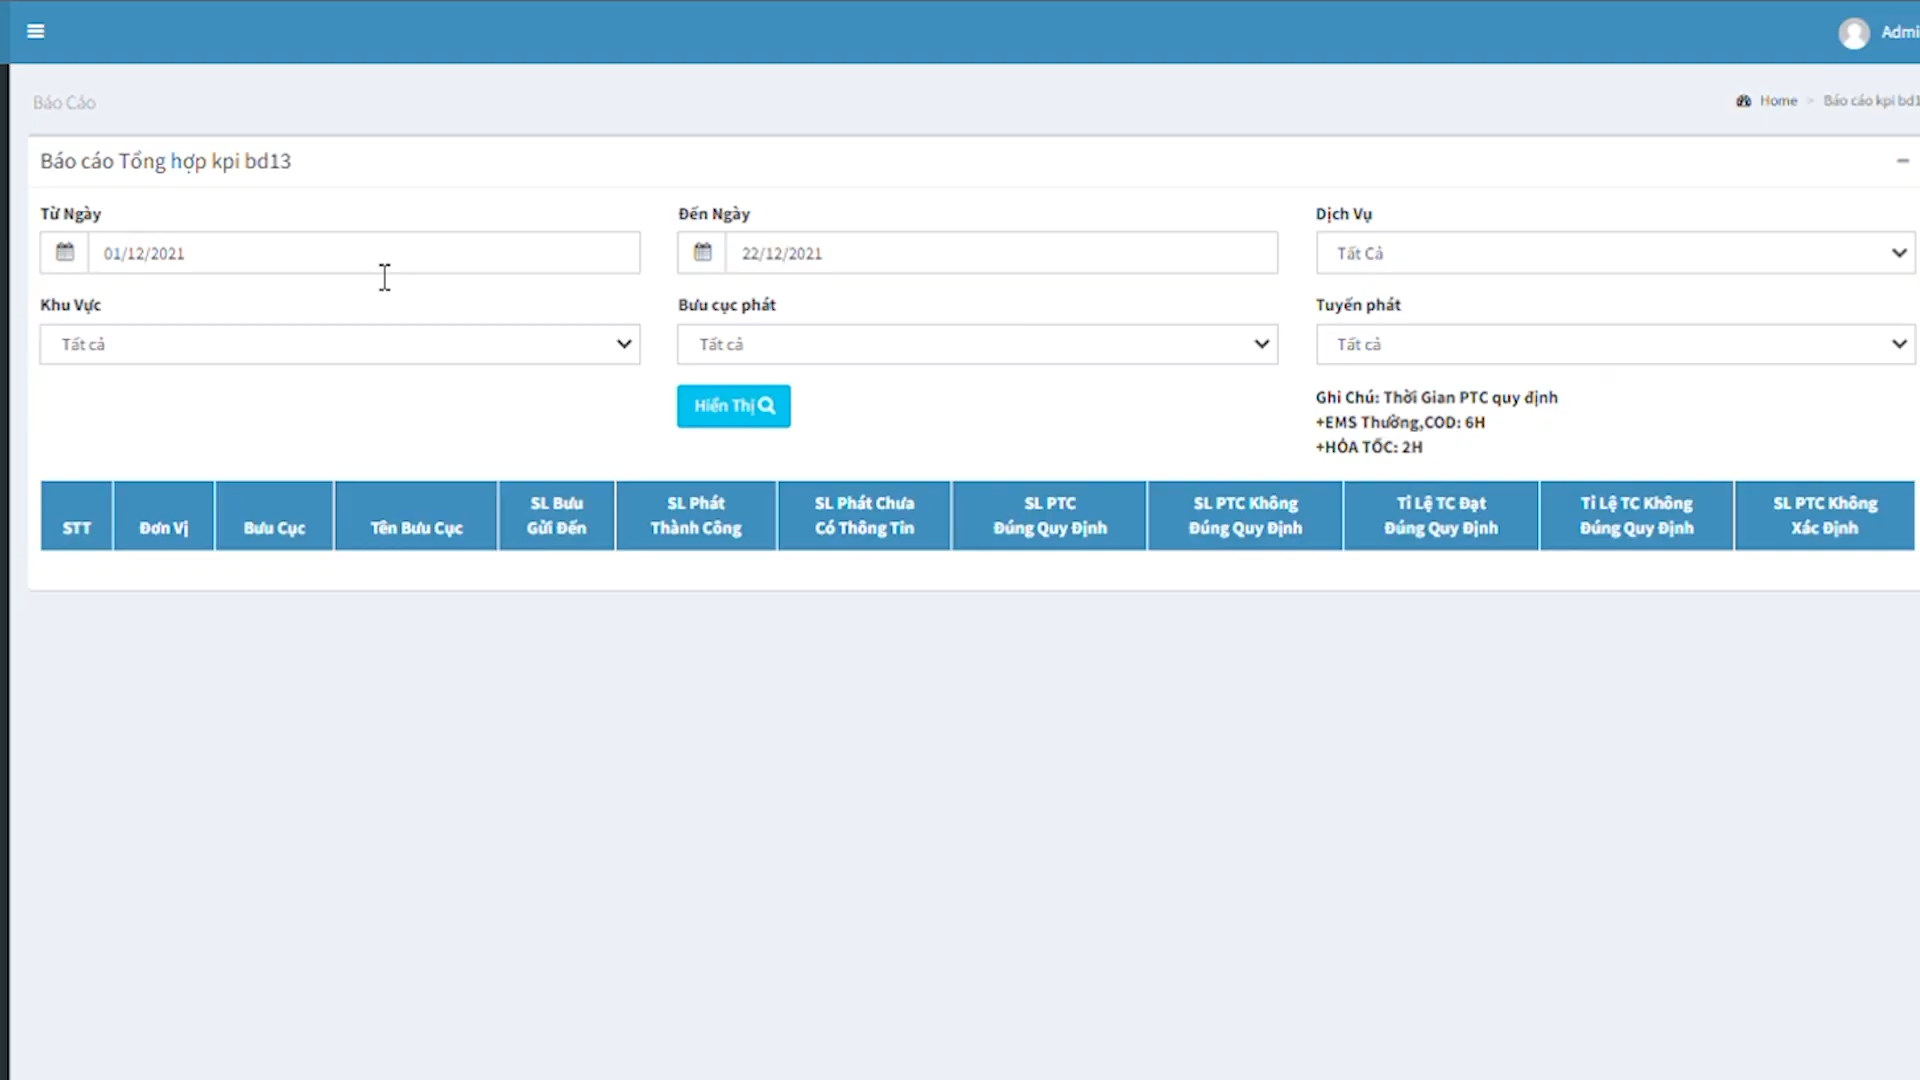 Báo Cáo
Home > Báo cáo kpi
Báo cáo Tổng hợp kpi bd13
Từ Ngày
Đến Ngày
Dịch Vụ
01/12/2021
22/12/2021
Tất Cả
Khu Vực
Bưu cục phát
Tuyến phát
Tất cả
Tất cả
Tất cả
Hiển Thị
Ghi Chú: Thời Gian PTC quy định
+EMS Thường,COD: 6H
+HỎA TỐC: 2H
STT
Đơn Vị
Bưu Cục
Tên Bưu Cục
SL Bưu
Gửi Đến
SL Phát
Thành Công
SL Phát Chưa
Có Thông Tin
SL PTC
Đúng Quy Định
SL PTC Không
Đúng Quy Định
Tỉ Lệ TC Đạt
Đúng Quy Định
Tỉ Lệ TC Không
Đúng Quy Định
SL PTC Không
Xác Định